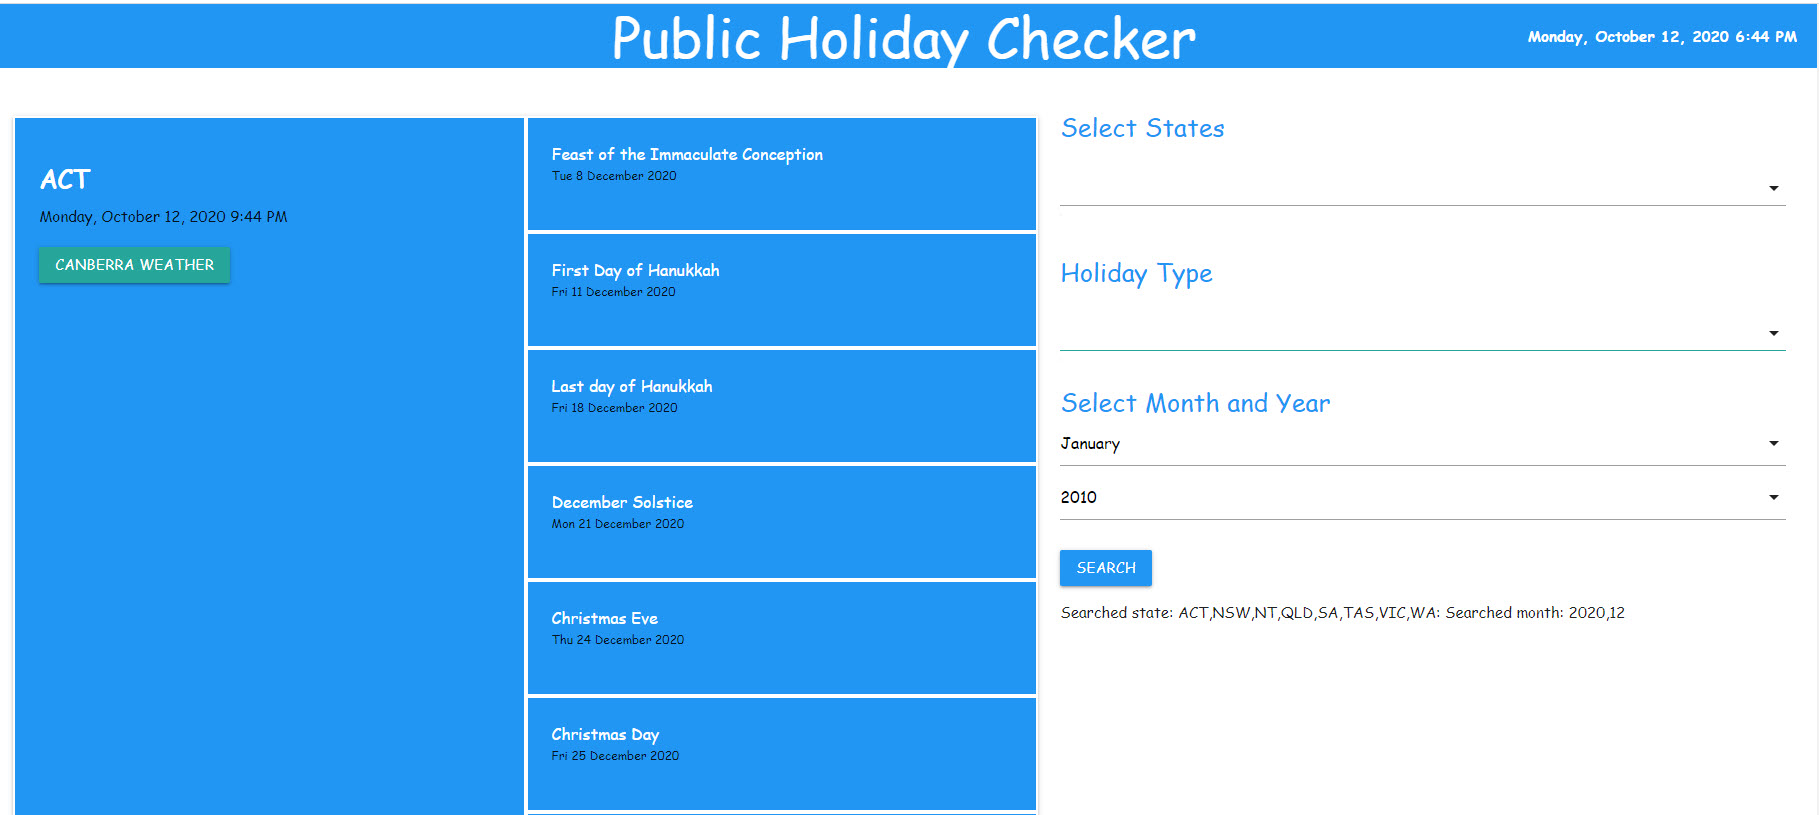 Public Holiday Checker
Monday, October 12, 2020 6:44 PM
ACT
Monday, October 12, 2020 9:44 PM
CANBERRA WEATHER
Feast of the Immaculate Conception
Tue 8 December 2020
First Day of Hanukkah
Fri 11 December 2020
Last day of Hanukkah
Fri 18 December 2020
December Solstice
Mon 21 December 2020
Christmas Eve
Thu 24 December 2020
Christmas Day
Fri 25 December 2020
Select States
Holiday Type
Select Month and Year
January
2010
SEARCH
Searched state: ACT,NSW,NT,QLD,SA,TAS,VIC,WA: Searched month: 2020,12